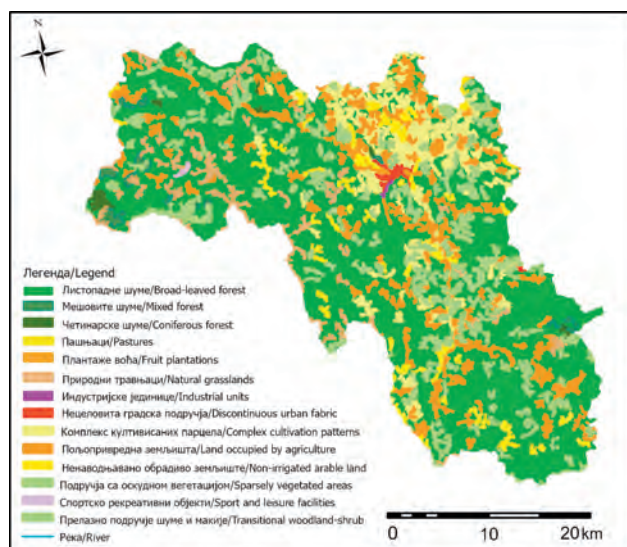 N
Легенда/Legend
Листопадне шуме/Broad-leaved forest
Мешовите шуме/Mixed forest
Четинарске шуме/Coniferous forest
Пашњаци/Pastures
Плантаже воћа/Fruit plantations
Природни травњаци/Natural grasslands
Индустријске јединице/Industrial units
Нецеловита градска подручја/Discontinuous urban fabric
Комплекс култивисаних парцела/Complex cultivation patterns
Пољопривредна земљишта/Land occupied by agriculture
Ненаводњавано обрадиво земљиште/Non-irrigated arable land
Подручја са оскудном вегетацијом/Sparsely vegetated areas
Спортско рекреативни објекти/Sport and leisure facilities
Прелазно подручје шуме и макије/Transitional woodland-shrub
Река/River
0 10 20 km